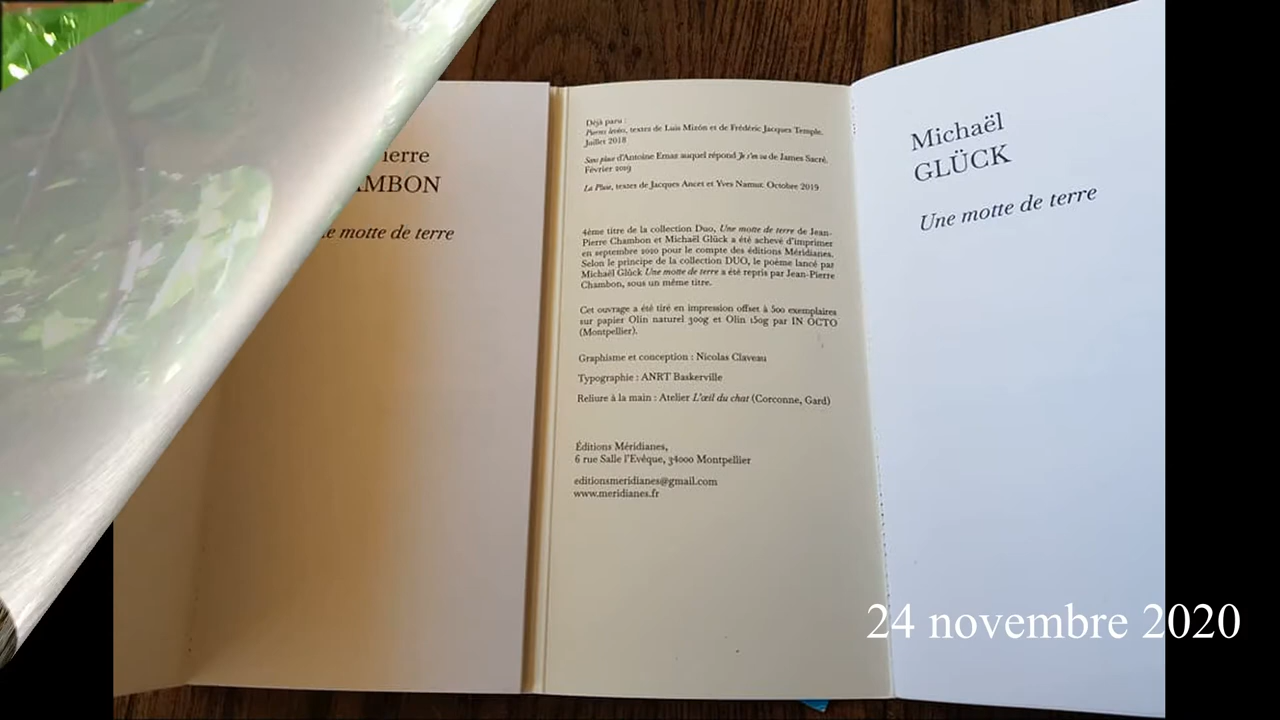 ierre
AMBON
e motte de terre
Déjà paru :
Pierres levées, textes de Luis Mizón et de Frédéric Jacques Temple.
Juillet 2018
Sans place d'Antoine Emaz auquel répond Je s'en va de James Sacré.
Février 2019
La Pluie, textes de Jacques Ancet et Yves Namur. Octobre 2019
4ème titre de la collection Duo, Une motte de terre de Jean-
Pierre Chambon et Michaël Glück a été achevé d'imprimer
en septembre 2020 pour le compte des éditions Méridianes.
Selon le principe de la collection DUO, le poème lancé par
Michaël Glück Une motte de terre a été repris par Jean-Pierre
Chambon, sous un même titre.
Cet ouvrage a été tiré en impression offset à 500 exemplaires
sur papier Olin naturel 300g et Olin 150g par IN OCTO
(Montpellier).
Graphisme et conception : Nicolas Claveau
Typographie : ANRT Baskerville
Reliure à la main : Atelier L'œil du chat (Corconne, Gard)
Éditions Méridianes,
6 rue Salle l'Evêque, 34000 Montpellier
editionsmeridianes@gmail.com
www.meridianes.fr
Michaël
GLÜCK
Une motte de terre
24 novembre 2020